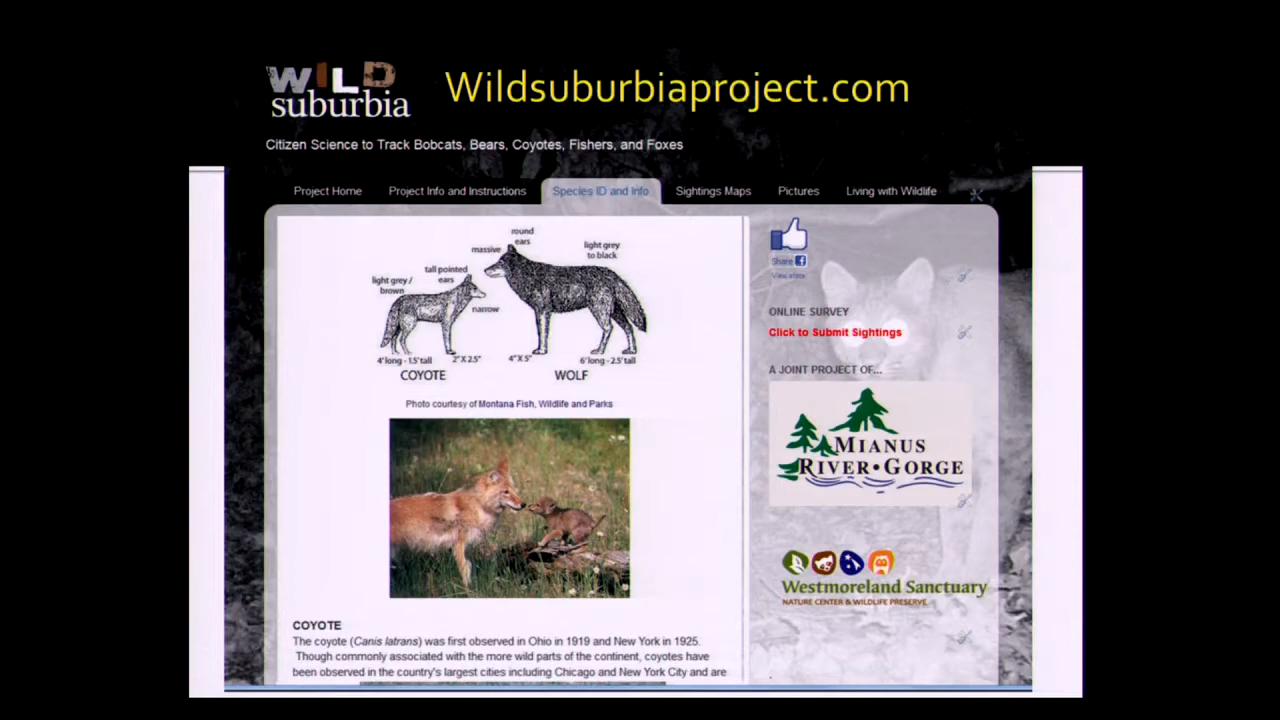 WILD
suburbia
Wildsuburbiaproject.com
Citizen Science to Track Bobcats, Bears, Coyotes, Fishers, and Foxes
Project Home Project Info and Instructions Species ID and Info Sightings Maps Pictures Living with Wildlife
round
ears
massive
light grey
to black
tall pointed
ears
light grey /
brown
narrow
4' long - 1.5' tall 2" X 2.5" 4" X 5" 6' long - 2.5' tall
COYOTE WOLF
Photo courtesy of Montana Fish, Wildlife and Parks
COYOTE
The coyote (Canis latrans) was first observed in Ohio in 1919 and New York in 1925.
Though commonly associated with the more wild parts of the continent, coyotes have
been observed in the country's largest cities including Chicago and New York City and are
Share
ONLINE SURVEY
Click to Submit Sightings
A JOINT PROJECT OF...
MIANUS
RIVER•GORGE
Westmoreland Sanctuary
NATURE CENTER & WILDLIFE PRESERVE